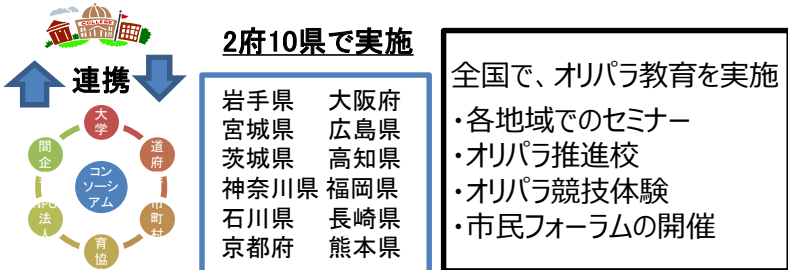 COLLEGE
連携
大学
間企
道府
コンソーシアム
法人
市町村
育協
2府10県で実施
岩手県 大阪府
宮城県 広島県
茨城県 高知県
神奈川県 福岡県
石川県 長崎県
京都府 熊本県
全国で、オリパラ教育を実施
・各地域でのセミナー
・オリパラ推進校
・オリパラ競技体験
・市民フォーラムの開催